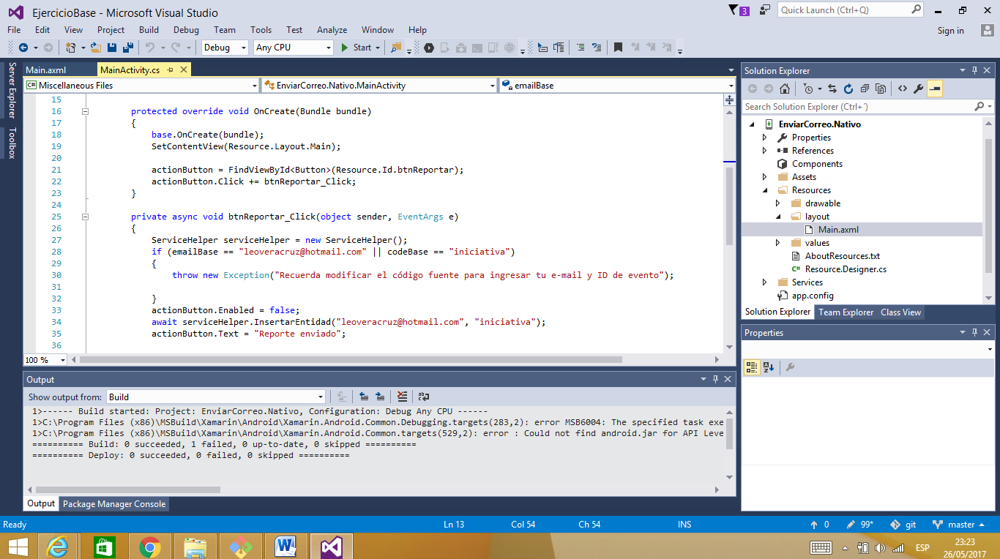 EjercicioBase - Microsoft Visual Studio
3
Quick Launch (Ctrl+Q)
File Edit View Project Build Debug Team Tools Test Analyze Window Help
Sign in
Debug Any CPU Start
Server Explorer
Toolbox
Main.axml MainActivity.cs
C# Miscellaneous Files EnviarCorreo.Nativo.MainActivity emailBase
15
16 protected override void OnCreate(Bundle bundle)
17 {
18 base.OnCreate(bundle);
19 SetContentView(Resource.Layout.Main);
20
21 actionButton = FindViewById<Button>(Resource.Id.btnReportar);
22 actionButton.Click += btnReportar_Click;
23 }
24
25 private async void btnReportar_Click(object sender, EventArgs e)
26 {
27 ServiceHelper serviceHelper = new ServiceHelper();
28 if (emailBase == "leoveracruz@hotmail.com" || codeBase == "iniciativa")
29 {
30 throw new Exception("Recuerda modificar el código fuente para ingresar tu e-mail y ID de evento");
31
32 }
33 actionButton.Enabled = false;
34 await serviceHelper.InsertarEntidad("leoveracruz@hotmail.com", "iniciativa");
35 actionButton.Text = "Reporte enviado";
36
100 %
Output
Show output from: Build
1>------ Build started: Project: EnviarCorreo.Nativo, Configuration: Debug Any CPU ------
1>C:\Program Files (x86)\MSBuild\Xamarin\Android\Xamarin.Android.Common.Debugging.targets(283,2): error MSB6004: The specified task exe
1>C:\Program Files (x86)\MSBuild\Xamarin\Android\Xamarin.Android.Common.targets(529,2): error : Could not find android.jar for API Leve
========== Build: 0 succeeded, 1 failed, 0 up-to-date, 0 skipped ==========
========== Deploy: 0 succeeded, 0 failed, 0 skipped ==========
Output Package Manager Console
Solution Explorer
Search Solution Explorer (Ctrl+´)
EnviarCorreo.Nativo
Properties
References
Components
Assets
Resources
drawable
layout
Main.axml
values
AboutResources.txt
C# Resource.Designer.cs
Services
app.config
Solution Explorer Team Explorer Class View
Properties
Ready Ln 13 Col 54 Ch 54 INS 0 99* git master
ESP
23:23
26/05/2017